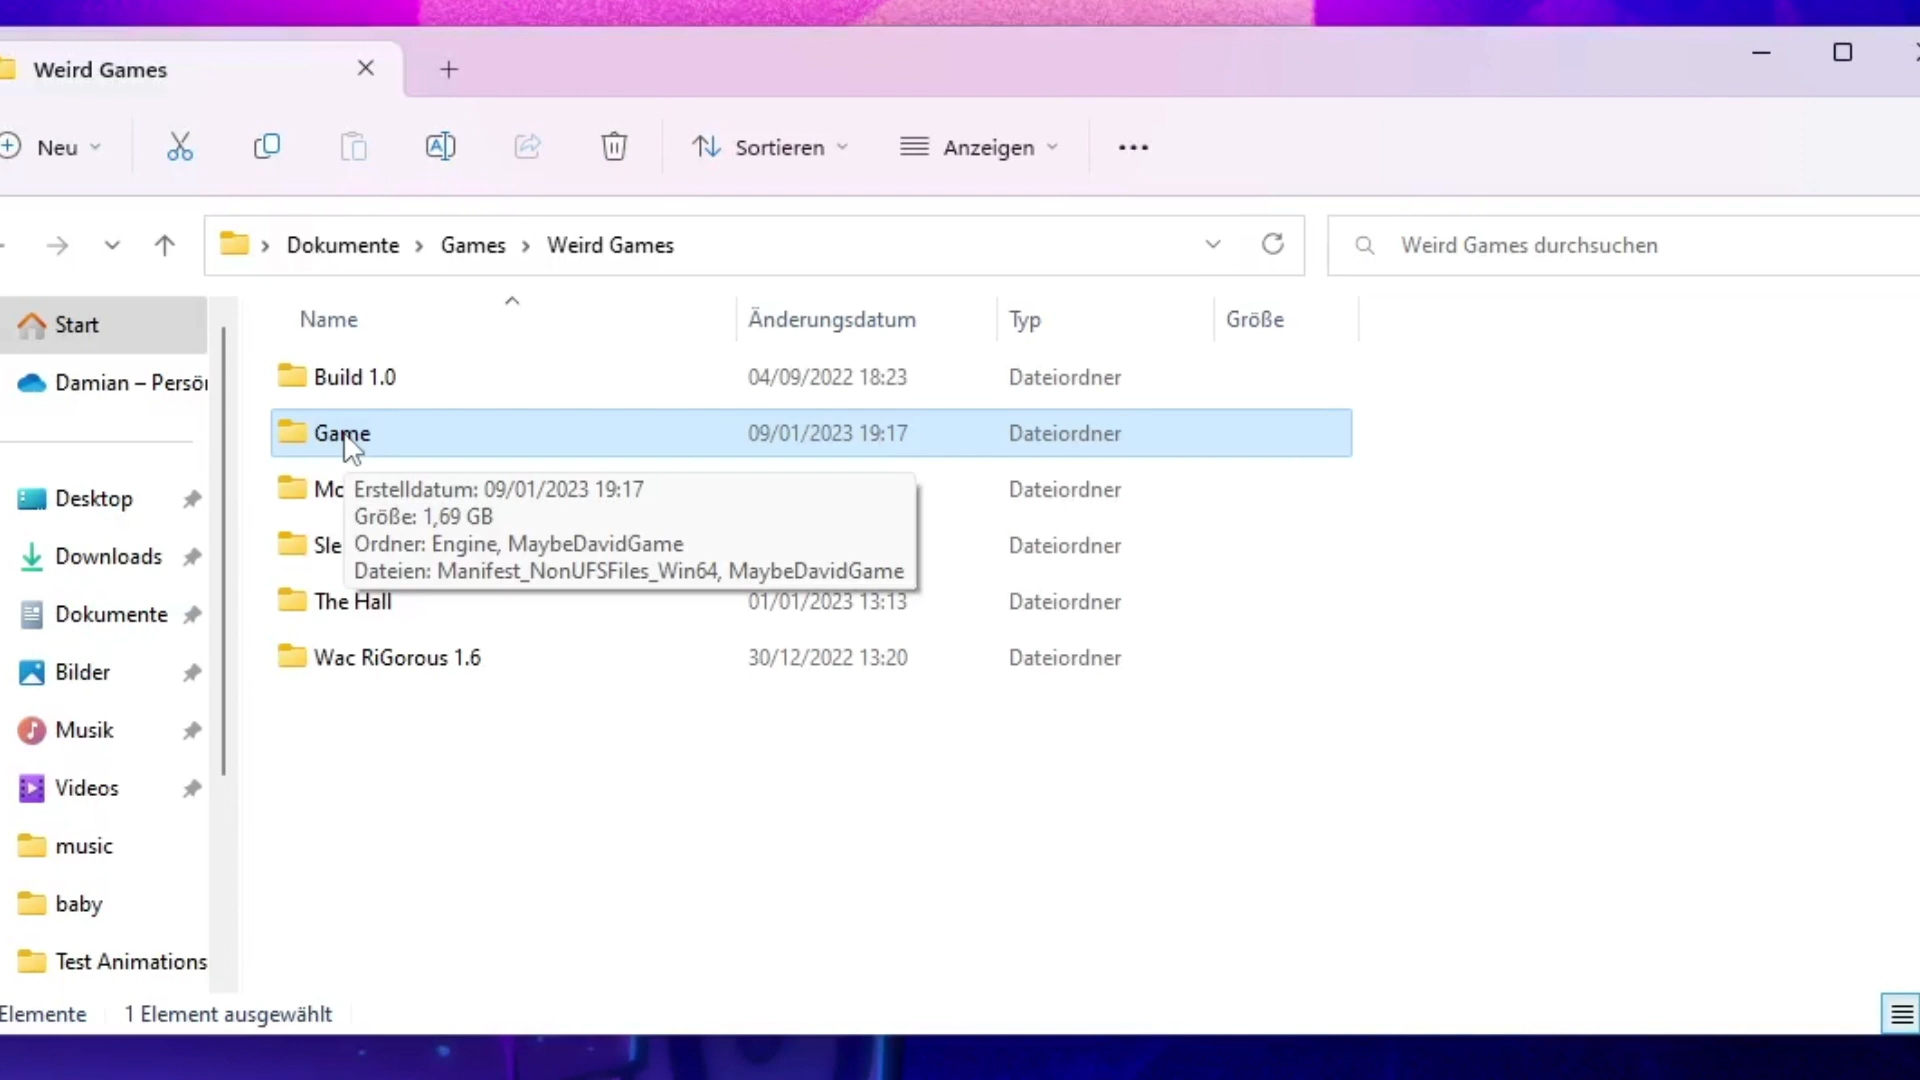 Weird Games
Neu
Sortieren
Anzeigen
Dokumente
Games
Weird Games
Weird Games durchsuchen
Name
Änderungsdatum
Typ
Größe
Start
Damian – Persö
Desktop
Downloads
Dokumente
Bilder
Musik
Videos
music
baby
Test Animations
Build 1.0
04/09/2022 18:23
Dateiordner
Game
09/01/2023 19:17
Dateiordner
Mc
Dateiordner
Sle
Dateiordner
The Hall
01/01/2023 13:13
Dateiordner
Wac RiGorous 1.6
30/12/2022 13:20
Dateiordner
Erstelldatum: 09/01/2023 19:17
Größe: 1,69 GB
Ordner: Engine, MaybeDavidGame
Dateien: Manifest_NonUFSFiles_Win64, MaybeDavidGame
Elemente
1 Element ausgewählt